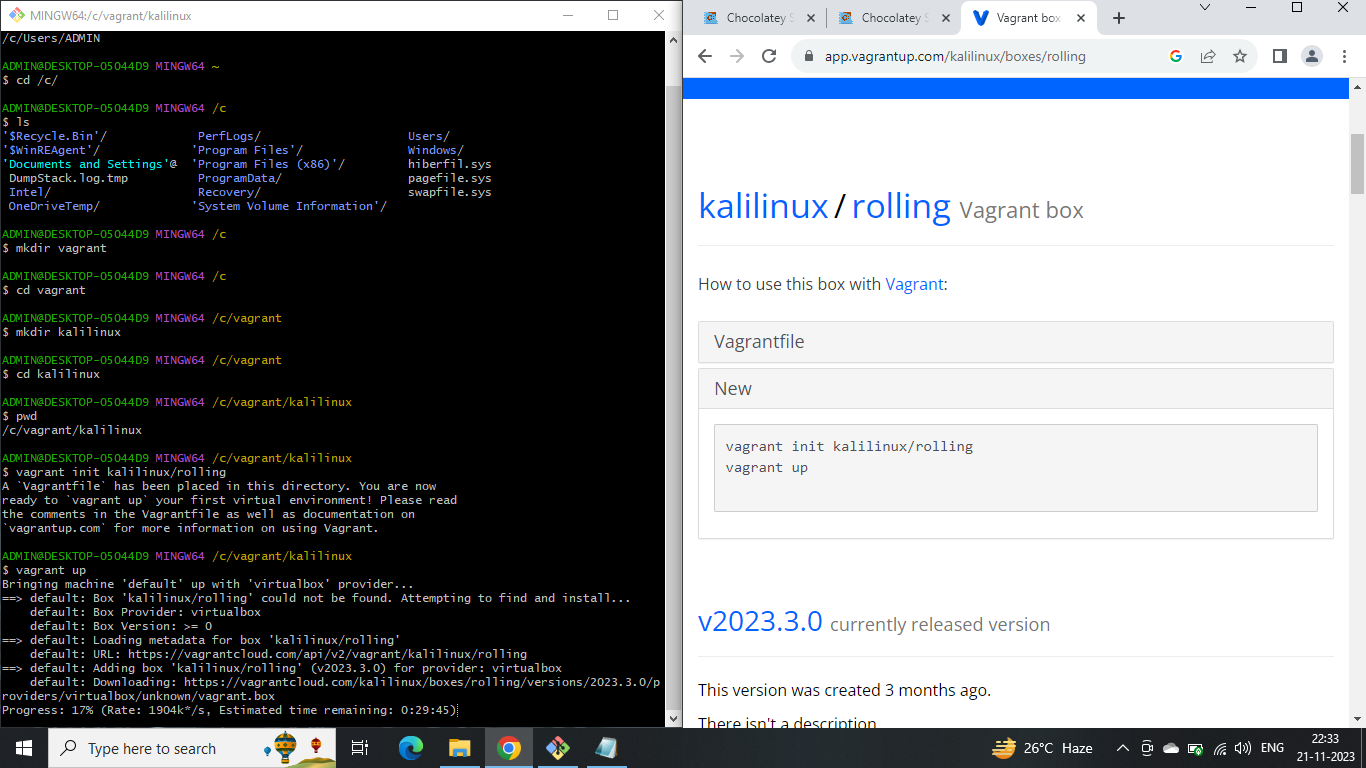 MINGW64:/c/vagrant/kalilinux
/c/Users/ADMIN
ADMIN@DESKTOP-O5044D9 MINGW64 ~
$ cd /c/
ADMIN@DESKTOP-O5044D9 MINGW64 /c
$ ls
'$Recycle.Bin'/ PerfLogs/ Users/
'$WinREAgent'/ 'Program Files'/ Windows/
'Documents and Settings'@ 'Program Files (x86)'/ hiberfil.sys
DumpStack.log.tmp ProgramData/ pagefile.sys
Intel/ Recovery/ swapfile.sys
OneDriveTemp/ 'System Volume Information'/
ADMIN@DESKTOP-O5044D9 MINGW64 /c
$ mkdir vagrant
ADMIN@DESKTOP-O5044D9 MINGW64 /c
$ cd vagrant
ADMIN@DESKTOP-O5044D9 MINGW64 /c/vagrant
$ mkdir kalilinux
ADMIN@DESKTOP-O5044D9 MINGW64 /c/vagrant
$ cd kalilinux
ADMIN@DESKTOP-O5044D9 MINGW64 /c/vagrant/kalilinux
$ pwd
/c/vagrant/kalilinux
ADMIN@DESKTOP-O5044D9 MINGW64 /c/vagrant/kalilinux
$ vagrant init kalilinux/rolling
A `Vagrantfile` has been placed in this directory. You are now
ready to `vagrant up` your first virtual environment! Please read
the comments in the Vagrantfile as well as documentation on
`vagrantup.com` for more information on using Vagrant.
ADMIN@DESKTOP-O5044D9 MINGW64 /c/vagrant/kalilinux
$ vagrant up
Bringing machine 'default' up with 'virtualbox' provider...
==> default: Box 'kalilinux/rolling' could not be found. Attempting to find and install...
default: Box Provider: virtualbox
default: Box Version: >= 0
==> default: Loading metadata for box 'kalilinux/rolling'
default: URL: https://vagrantcloud.com/api/v2/vagrant/kalilinux/rolling
==> default: Adding box 'kalilinux/rolling' (v2023.3.0) for provider: virtualbox
default: Downloading: https://vagrantcloud.com/kalilinux/boxes/rolling/versions/2023.3.0/p
roviders/virtualbox/unknown/vagrant.box
Progress: 17% (Rate: 1904k*/s, Estimated time remaining: 0:29:45)
Chocolatey S
Chocolatey S
Vagrant box
app.vagrantup.com/kalilinux/boxes/rolling
kalilinux/rolling Vagrant box
How to use this box with Vagrant:
Vagrantfile
New
vagrant init kalilinux/rolling
vagrant up
v2023.3.0 currently released version
This version was created 3 months ago.
There isn't a description
Type here to search
26°C Haze
ENG
22:33
21-11-2023